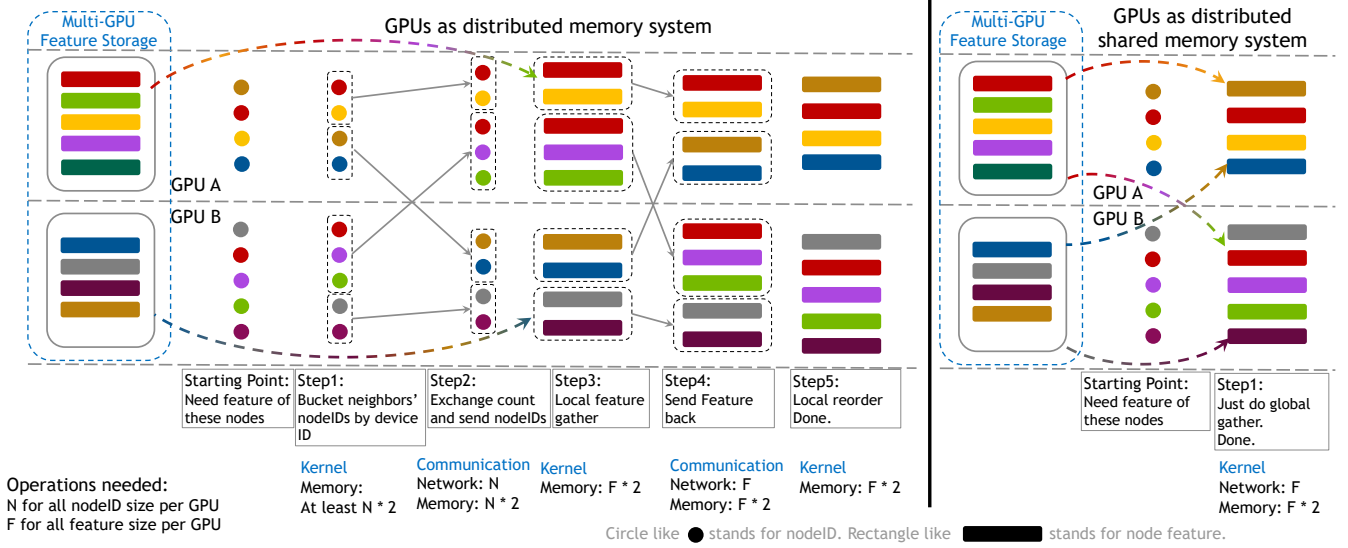 Multi-GPU
Feature Storage
GPUs as distributed memory system
GPU A
GPU B
Starting Point:
Need feature of
these nodes
Step1:
Bucket neighbors’
nodeIDs by device
ID
Step2:
Exchange count
and send nodeIDs
Step3:
Local feature
gather
Step4:
Send Feature
back
Step5:
Local reorder
Done.
Kernel
Memory:
At least N * 2
Communication
Network: N
Memory: N * 2
Kernel
Memory: F * 2
Communication
Network: F
Memory: F * 2
Memory: F * 2
Operations needed:
N for all nodeID size per GPU
F for all feature size per GPU
Multi-GPU
Feature Storage
GPUs as distributed
shared memory system
GPU A
GPU B
Starting Point:
Need feature of
these nodes
Step1:
Just do global
gather.
Done.
Kernel
Network: F
Memory: F * 2
Circle like stands for nodeID. Rectangle like stands for node feature.